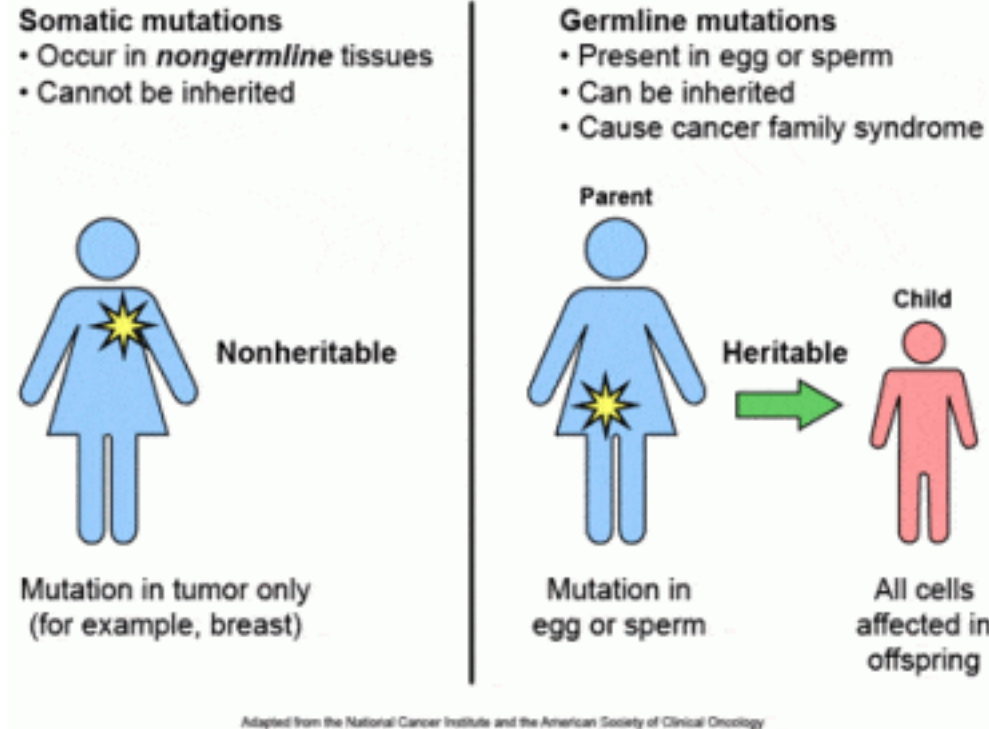 Somatic mutations
• Occur in nongermline tissues
• Cannot be inherited
Nonheritable
Mutation in tumor only
(for example, breast)
Germline mutations
• Present in egg or sperm
• Can be inherited
• Cause cancer family syndrome
Parent
Heritable
Child
Mutation in
egg or sperm
All cells
affected in
offspring
Adapted from the National Cancer Institute and the American Society of Clinical Oncology